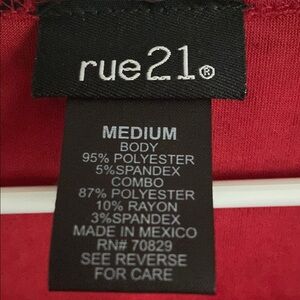 rue21®
MEDIUM
BODY
95% POLYESTER
5%SPANDEX
COMBO
87% POLYESTER
10% RAYON
3%SPANDEX
MADE IN MEXICO
RN# 70829
SEE REVERSE
FOR CARE